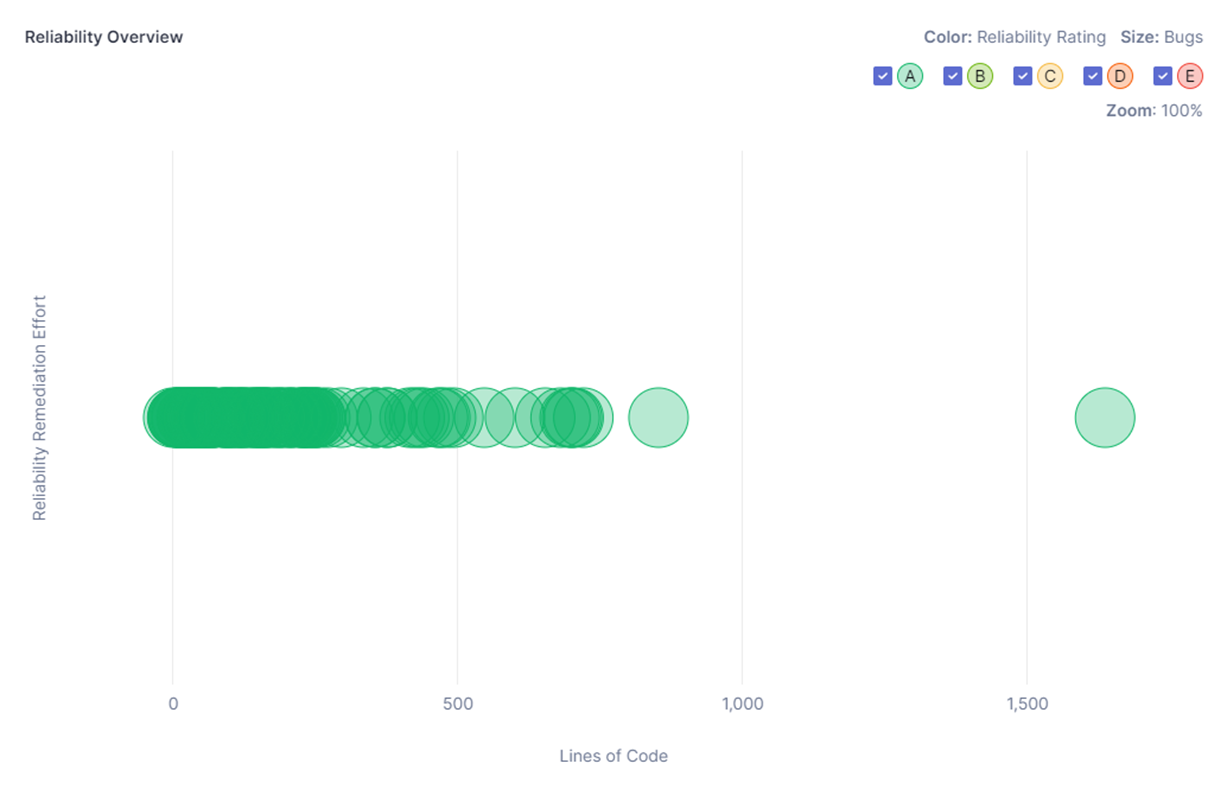 Reliability Overview
Color: Reliability Rating Size: Bugs
A B C D E
Zoom: 100%
Reliability Remediation Effort
0 500 1,000 1,500
Lines of Code